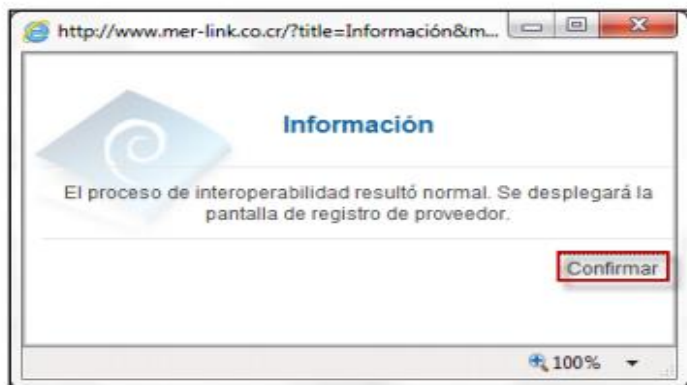 http://www.mer-link.co.cr/?title=Información&m...
Información
El proceso de interoperabilidad resultó normal. Se desplegará la
pantalla de registro de proveedor.
Confirmar
100%